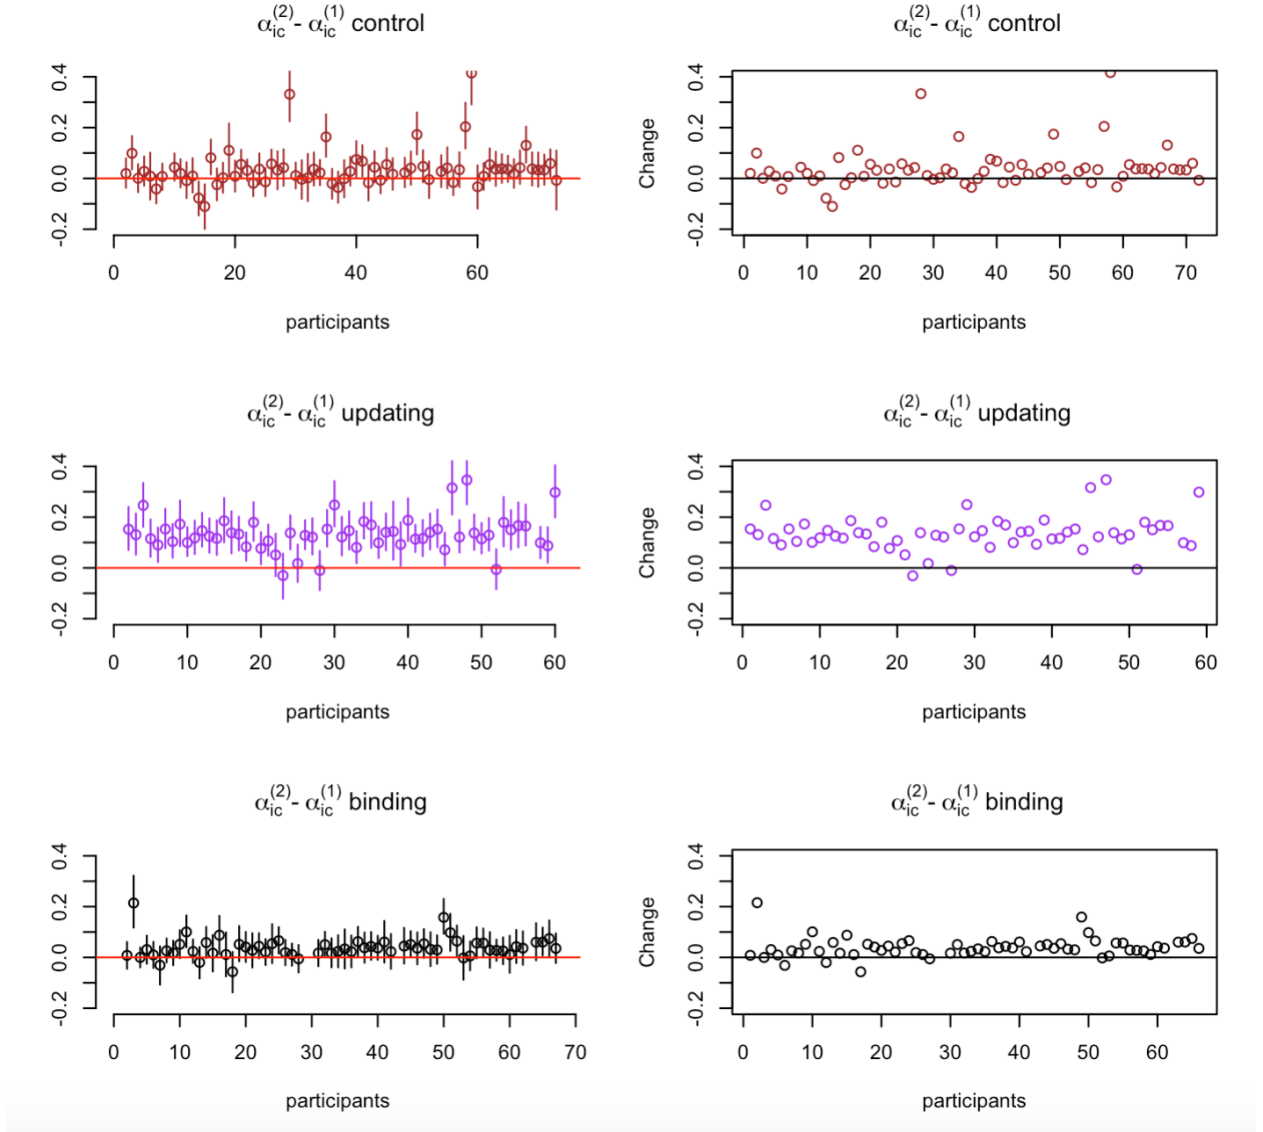 α_ic^(2)- α_ic^(1) control
0.4
0.2
0.0
-0.2
0 20 40 60
participants
α_ic^(2)- α_ic^(1) control
Change
0.4
0.2
0.0
-0.2
0 10 20 30 40 50 60 70
participants
α_ic^(2)- α_ic^(1) updating
0.4
0.2
0.0
-0.2
0 10 20 30 40 50 60
participants
α_ic^(2)- α_ic^(1) updating
Change
0.4
0.2
0.0
-0.2
0 10 20 30 40 50 60
participants
α_ic^(2)- α_ic^(1) binding
0.4
0.2
0.0
-0.2
0 10 20 30 40 50 60 70
participants
α_ic^(2)- α_ic^(1) binding
Change
0.4
0.2
0.0
-0.2
0 10 20 30 40 50 60
participants